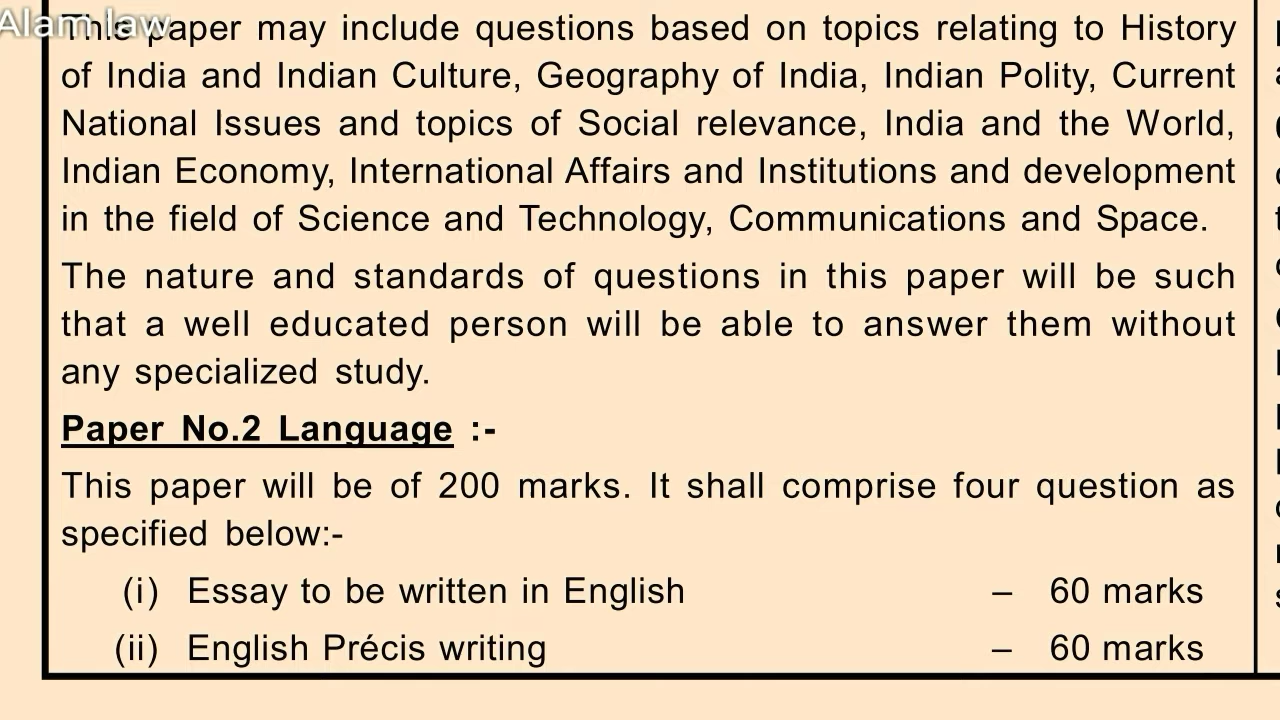 Alam law
This paper may include questions based on topics relating to History
of India and Indian Culture, Geography of India, Indian Polity, Current
National Issues and topics of Social relevance, India and the World,
Indian Economy, International Affairs and Institutions and development
in the field of Science and Technology, Communications and Space.
The nature and standards of questions in this paper will be such
that a well educated person will be able to answer them without
any specialized study.
Paper No.2 Language :-
This paper will be of 200 marks. It shall comprise four question as
specified below:-
(i) Essay to be written in English – 60 marks
(ii) English Précis writing – 60 marks